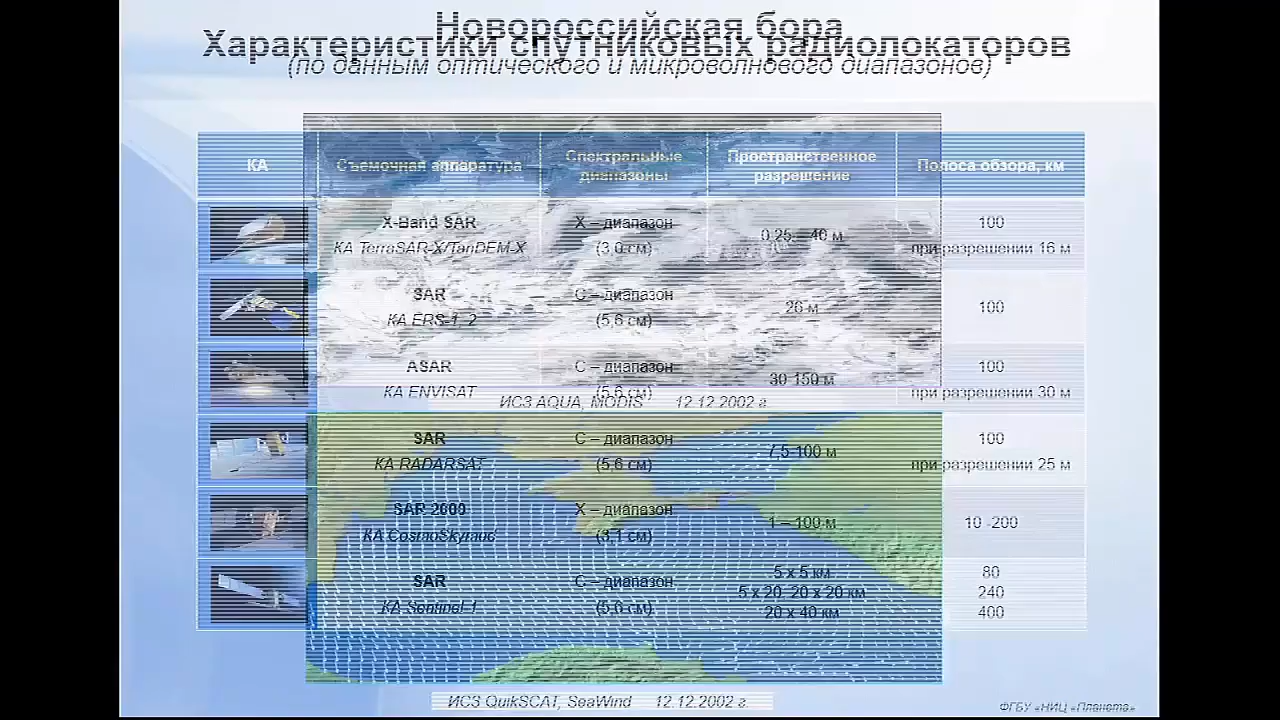 Новороссийская бора
Характеристики спутниковых радиолокаторов
(по данным оптического и микроволнового диапазонов)
КА Съемочная аппаратура Спектральные диапазоны Пространственное разрешение Полоса обзора, км
X-Band SAR X – диапазон 100
КА TerraSAR-X/TanDEM-X (3,0 см) 0,25 – 40 м при разрешении 16 м
SAR C – диапазон 26 м 100
КА ERS-1, 2 (5,6 см)
ASAR C – диапазон 30-150 м 100
КА ENVISAT (5,6 см) при разрешении 30 м
ИСЗ AQUA, MODIS 12.12.2002 г.
SAR C – диапазон 7,5-100 м 100
КА RADARSAT (5,6 см) при разрешении 25 м
SAR 2000 X – диапазон 1 – 100 м 10 -200
КА CosmoSkymed (3,1 см)
SAR C – диапазон 5 x 5 км 80
5 x 20, 20 x 20 км 240
КА Sentinel-1 (5,6 см) 20 x 40 км 400
ИСЗ QuikSCAT, SeaWind 12.12.2002 г.
ФГБУ «НИЦ «Планета»